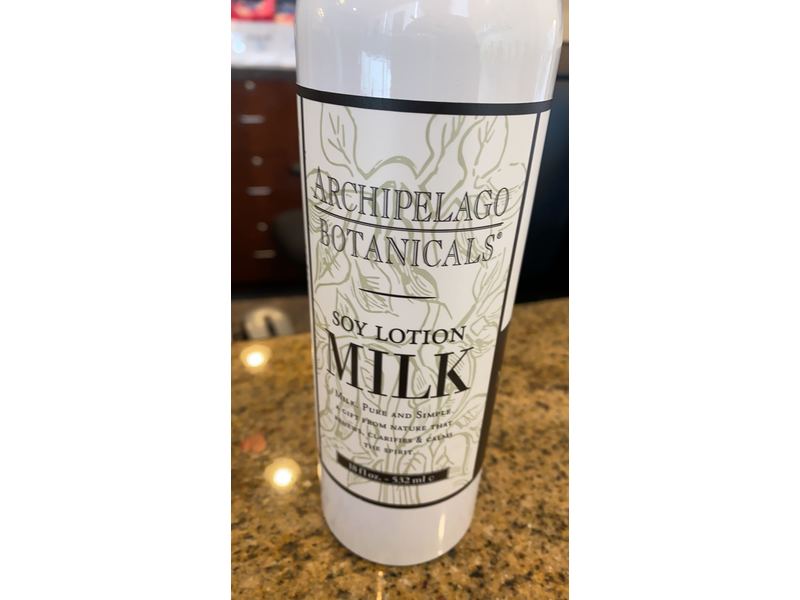 ARCHIPELAGO
BOTANICALS®
SOY LOTION
MILK
MILK, PURE AND SIMPLE.
A GIFT FROM NATURE THAT
RENEWS, CLARIFIES & CALMS
THE SPIRIT.
18 fl oz. - 532 ml e